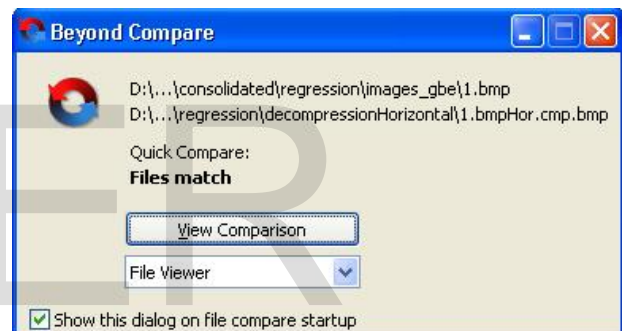 Beyond Compare
D:\...\consolidated\regression\images_gbe\1.bmp
D:\...\regression\decompressionHorizontal\1.bmpHor.cmp.bmp
Quick Compare:
Files match
View Comparison
File Viewer
Show this dialog on file compare startup
ER